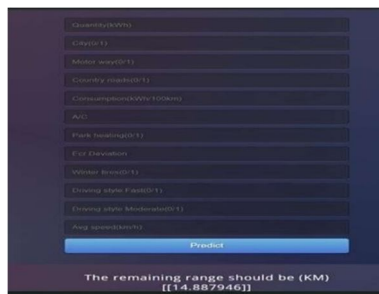 Quantity(kWh)
City(0/1)
Motor way(0/1)
Country roads(0/1)
Consumption(kWh/100km)
A/C
Park heating(0/1)
Ecr Deviation
Winter tires(0/1)
Driving style Fast(0/1)
Driving style Moderate(0/1)
Avg speed(km/h)
Predict
The remaining range should be (KM)
[[14.887946]]